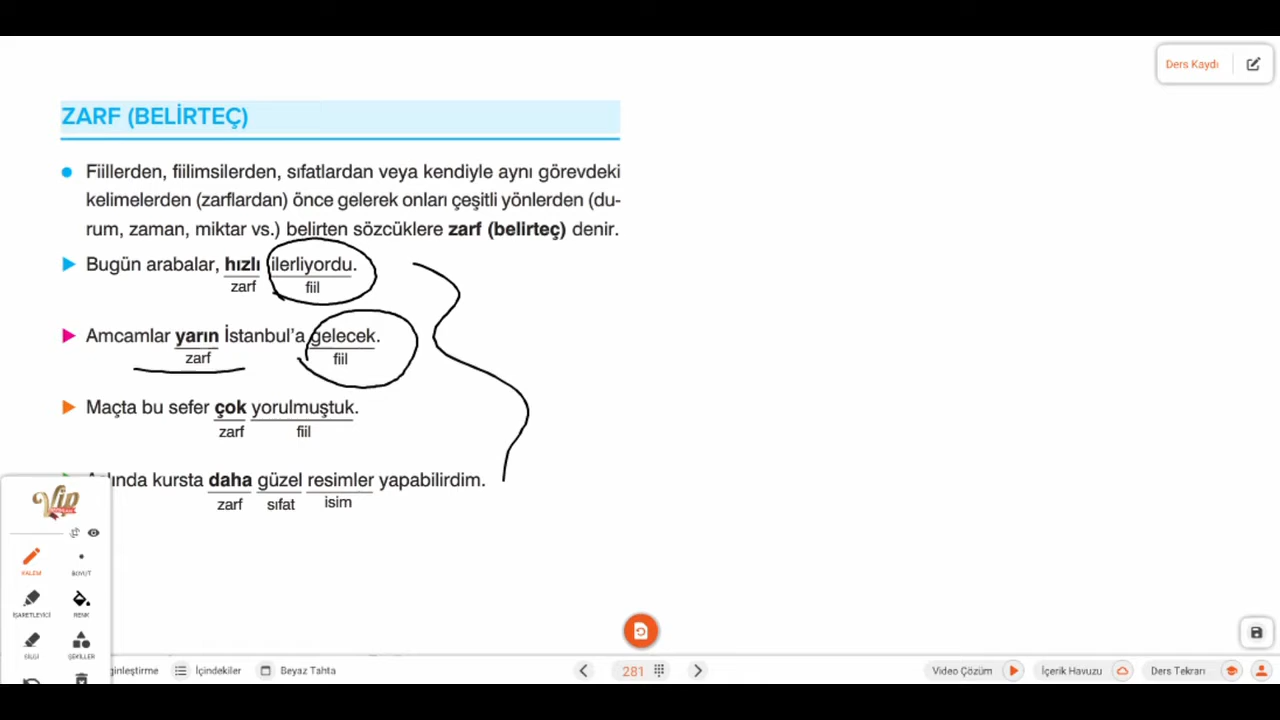 Ders Kaydı
ZARF (BELİRTEÇ)
Fiillerden, fiilimsilerden, sıfatlardan veya kendiyle aynı görevdeki
kelimelerden (zarflardan) önce gelerek onları çeşitli yönlerden (du-
rum, zaman, miktar vs.) belirten sözcüklere zarf (belirteç) denir.
Bugün arabalar, hızlı ilerliyordu.
zarf fiil
Amcamlar yarın İstanbul'a gelecek.
zarf fiil
Maçta bu sefer çok yorulmuştuk.
zarf fiil
kursta daha güzel resimler yapabilirdim.
zarf sıfat isim
Vip
KALEM BOYUT
İŞARETLEYİCİ RENK
SİLGİ ŞEKİLLER
ginleştirme İçindekiler Beyaz Tahta 281 Video Çözüm İçerik Havuzu Ders Tekrarı